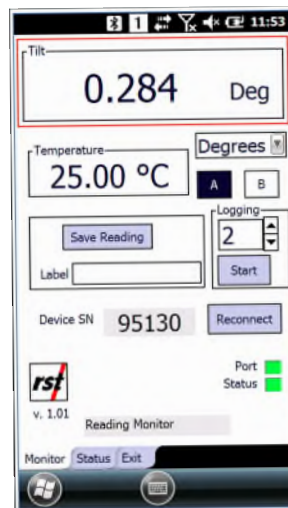 1 11:53
Tilt
0.284 Deg
Temperature
25.00 °C
Degrees
A B
Save Reading
Label
Logging
2
Start
Device SN 95130 Reconnect
Port
Status
rst
v. 1.01
Reading Monitor
Monitor Status Exit